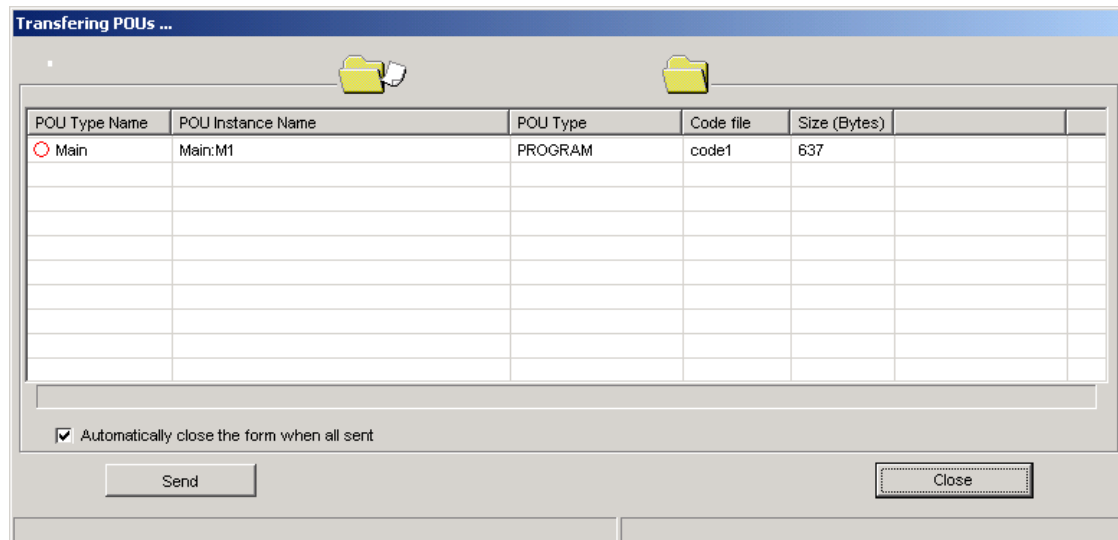 Transfering POUs ...
POU Type Name POU Instance Name POU Type Code file Size (Bytes)
Main Main:M1 PROGRAM code1 637
Automatically close the form when all sent
Send Close